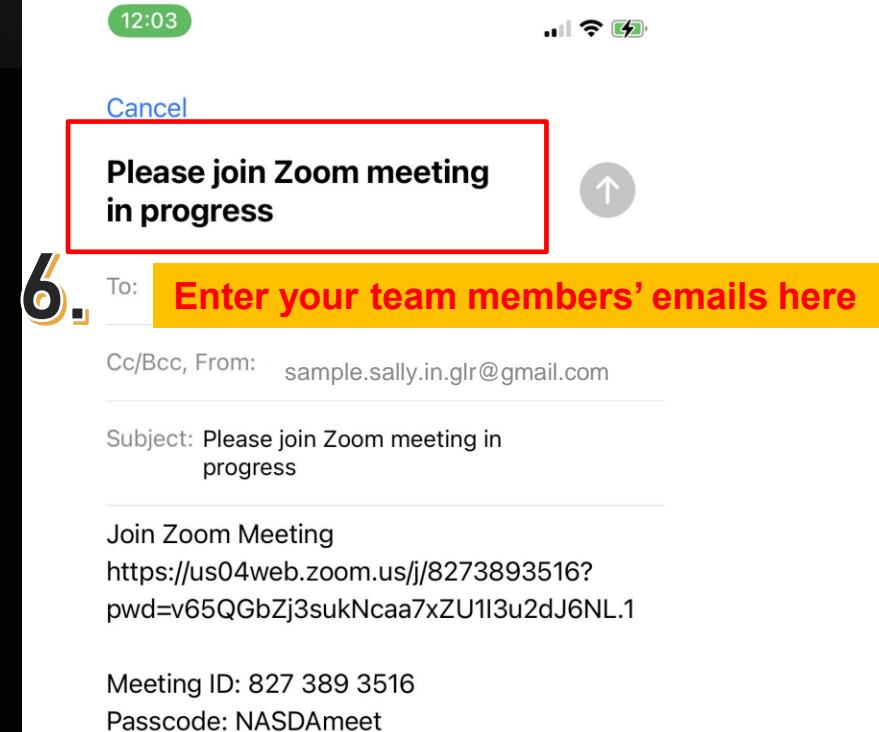 12:03
Cancel
Please join Zoom meeting
in progress
6.
To:
Enter your team members’ emails here
Cc/Bcc, From: sample.sally.in.glr@gmail.com
Subject: Please join Zoom meeting in
progress
Join Zoom Meeting
https://us04web.zoom.us/j/8273893516?
pwd=v65QGbZj3sukNcaa7xZU1I3u2dJ6NL.1
Meeting ID: 827 389 3516
Passcode: NASDAmeet